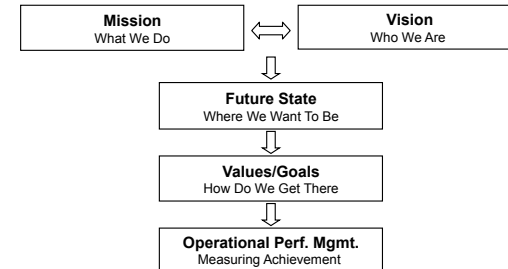 Mission
What We Do
Vision
Who We Are
Future State
Where We Want To Be
Values/Goals
How Do We Get There
Operational Perf. Mgmt.
Measuring Achievement